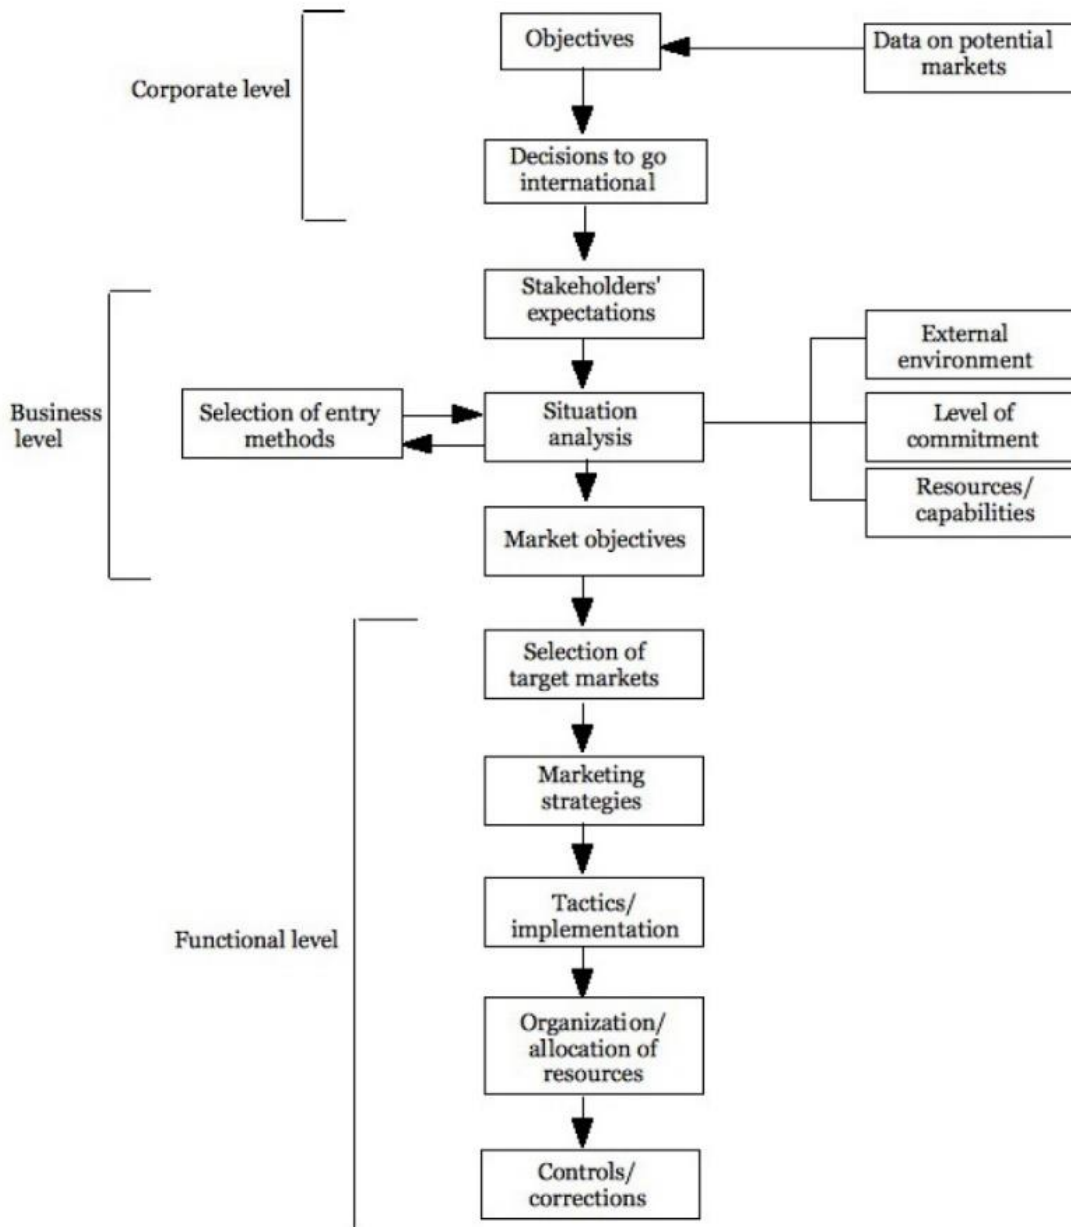 Objectives
Data on potential
markets
Corporate level
Decisions to go
international
Stakeholders'
expectations
External
environment
Business
level
Selection of entry
methods
Situation
analysis
Level of
commitment
Resources/
capabilities
Market objectives
Selection of
target markets
Marketing
strategies
Functional level
Tactics/
implementation
Organization/
allocation of
resources
Controls/
corrections